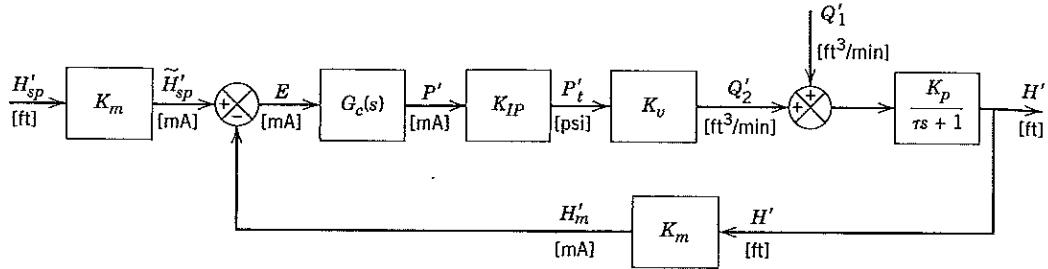 Q′₁
[ft³/min]
H′sp
[ft]
Km
H̃′sp
[mA]
+
−
E
[mA]
Gc(s)
P′
[mA]
KIP
P′t
[psi]
Kv
Q′₂
[ft³/min]
+
+
Kp
τs + 1
H′
[ft]
H′m
[mA]
Km
H′
[ft]